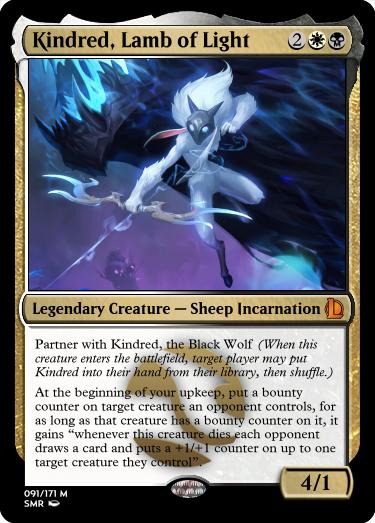 Kindred, Lamb of Light 2
Legendary Creature — Sheep Incarnation
Partner with Kindred, the Black Wolf (When this
creature enters the battlefield, target player may put
Kindred into their hand from their library, then shuffle.)
At the beginning of your upkeep, put a bounty
counter on target creature an opponent controls, for
as long as that creature has a bounty counter on it, it
gains “whenever this creature dies each opponent
draws a card and puts a +1/+1 counter on up to one
target creature they control”.
4/1
091/171 M
SMR